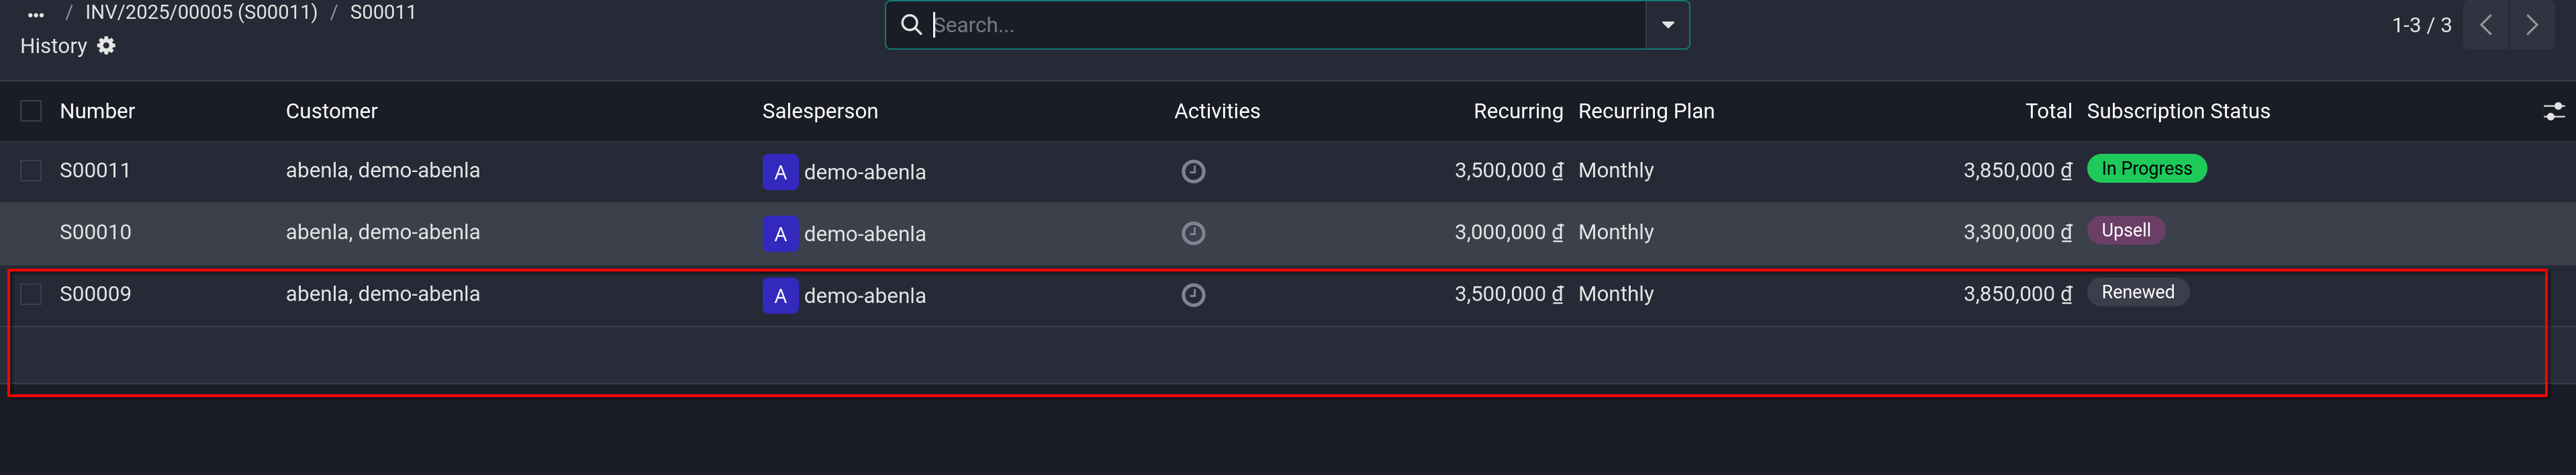 ... / INV/2025/00005 (S00011) / S00011
History
Search...
1-3 / 3
Number Customer Salesperson Activities Recurring Recurring Plan Total Subscription Status
S00011 abenla, demo-abenla A demo-abenla 3,500,000 ₫ Monthly 3,850,000 ₫ In Progress
S00010 abenla, demo-abenla A demo-abenla 3,000,000 ₫ Monthly 3,300,000 ₫ Upsell
S00009 abenla, demo-abenla A demo-abenla 3,500,000 ₫ Monthly 3,850,000 ₫ Renewed